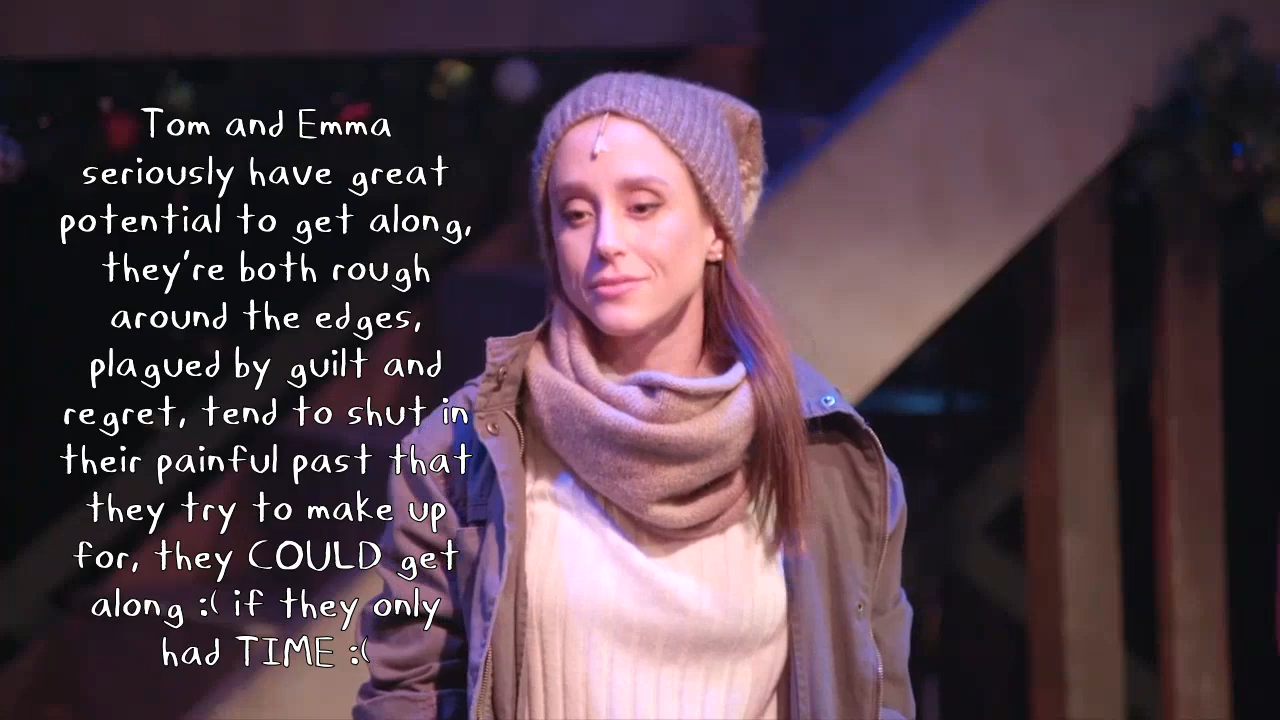 Tom and Emma
seriously have great
potential to get along,
they're both rough
around the edges,
plagued by guilt and
regret, tend to shut in
their painful past that
they try to make up
for, they COULD get
along :( if they only
had TIME :(